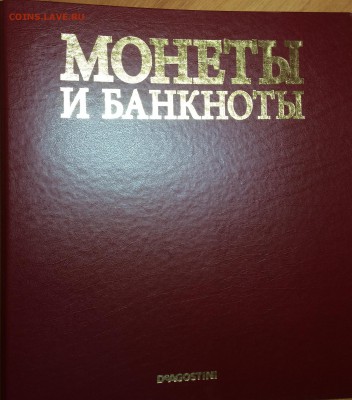 COINS.LAVE.RU
МОНЕТЫ
И БАНКНОТЫ
DeAGOSTINI